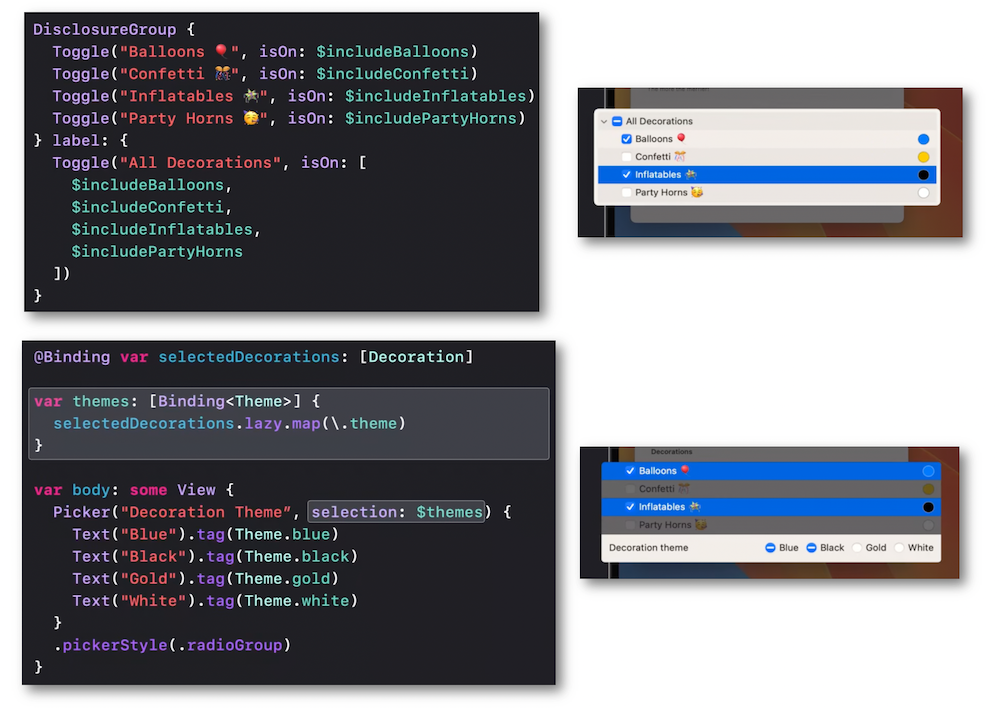 DisclosureGroup {
Toggle("Balloons 🎈", isOn: $includeBalloons)
Toggle("Confetti 🎊", isOn: $includeConfetti)
Toggle("Inflatables 🪰", isOn: $includeInflatables)
Toggle("Party Horns 🥳", isOn: $includePartyHorns)
} label: {
Toggle("All Decorations", isOn: [
$includeBalloons,
$includeConfetti,
$includeInflatables,
$includePartyHorns
])
}
All Decorations
Balloons 🎈
Confetti 🎊
Inflatables
Party Horns 🥳
@Binding var selectedDecorations: [Decoration]
var themes: [Binding<Theme>] {
selectedDecorations.lazy.map(\.theme)
}
var body: some View {
Picker("Decoration Theme”, selection: $themes) {
Text("Blue").tag(Theme.blue)
Text("Black").tag(Theme.black)
Text("Gold").tag(Theme.gold)
Text("White").tag(Theme.white)
}
.pickerStyle(.radioGroup)
}
Decorations
Balloons 🎈
Confetti 🎊
Inflatables
Party Horns 🥳
Decoration theme Blue Black Gold White